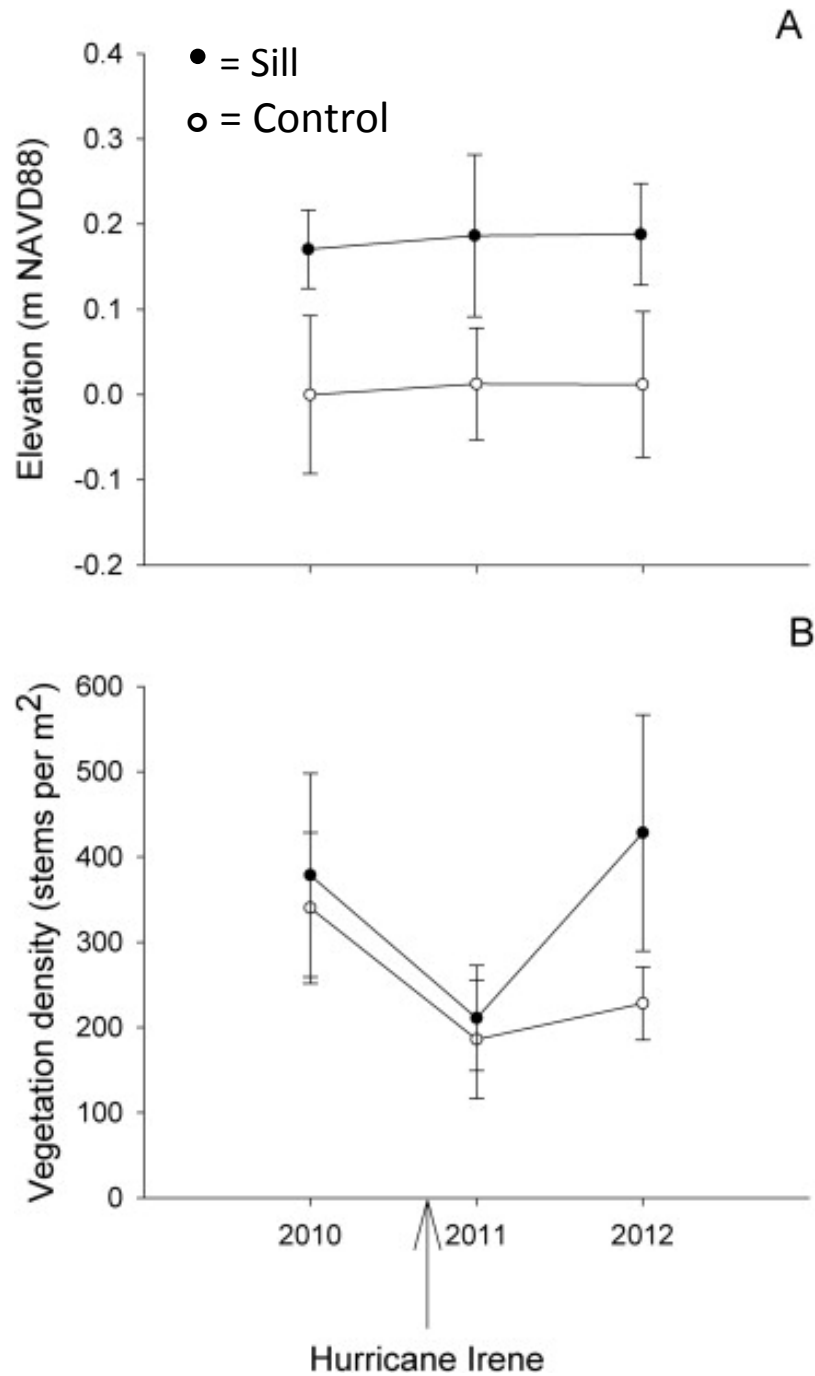 A
● = Sill
○ = Control
0.4
0.3
0.2
0.1
0.0
-0.1
-0.2
Elevation (m NAVD88)
B
600
500
400
300
200
100
0
Vegetation density (stems per m²)
2010
2011
2012
Hurricane Irene